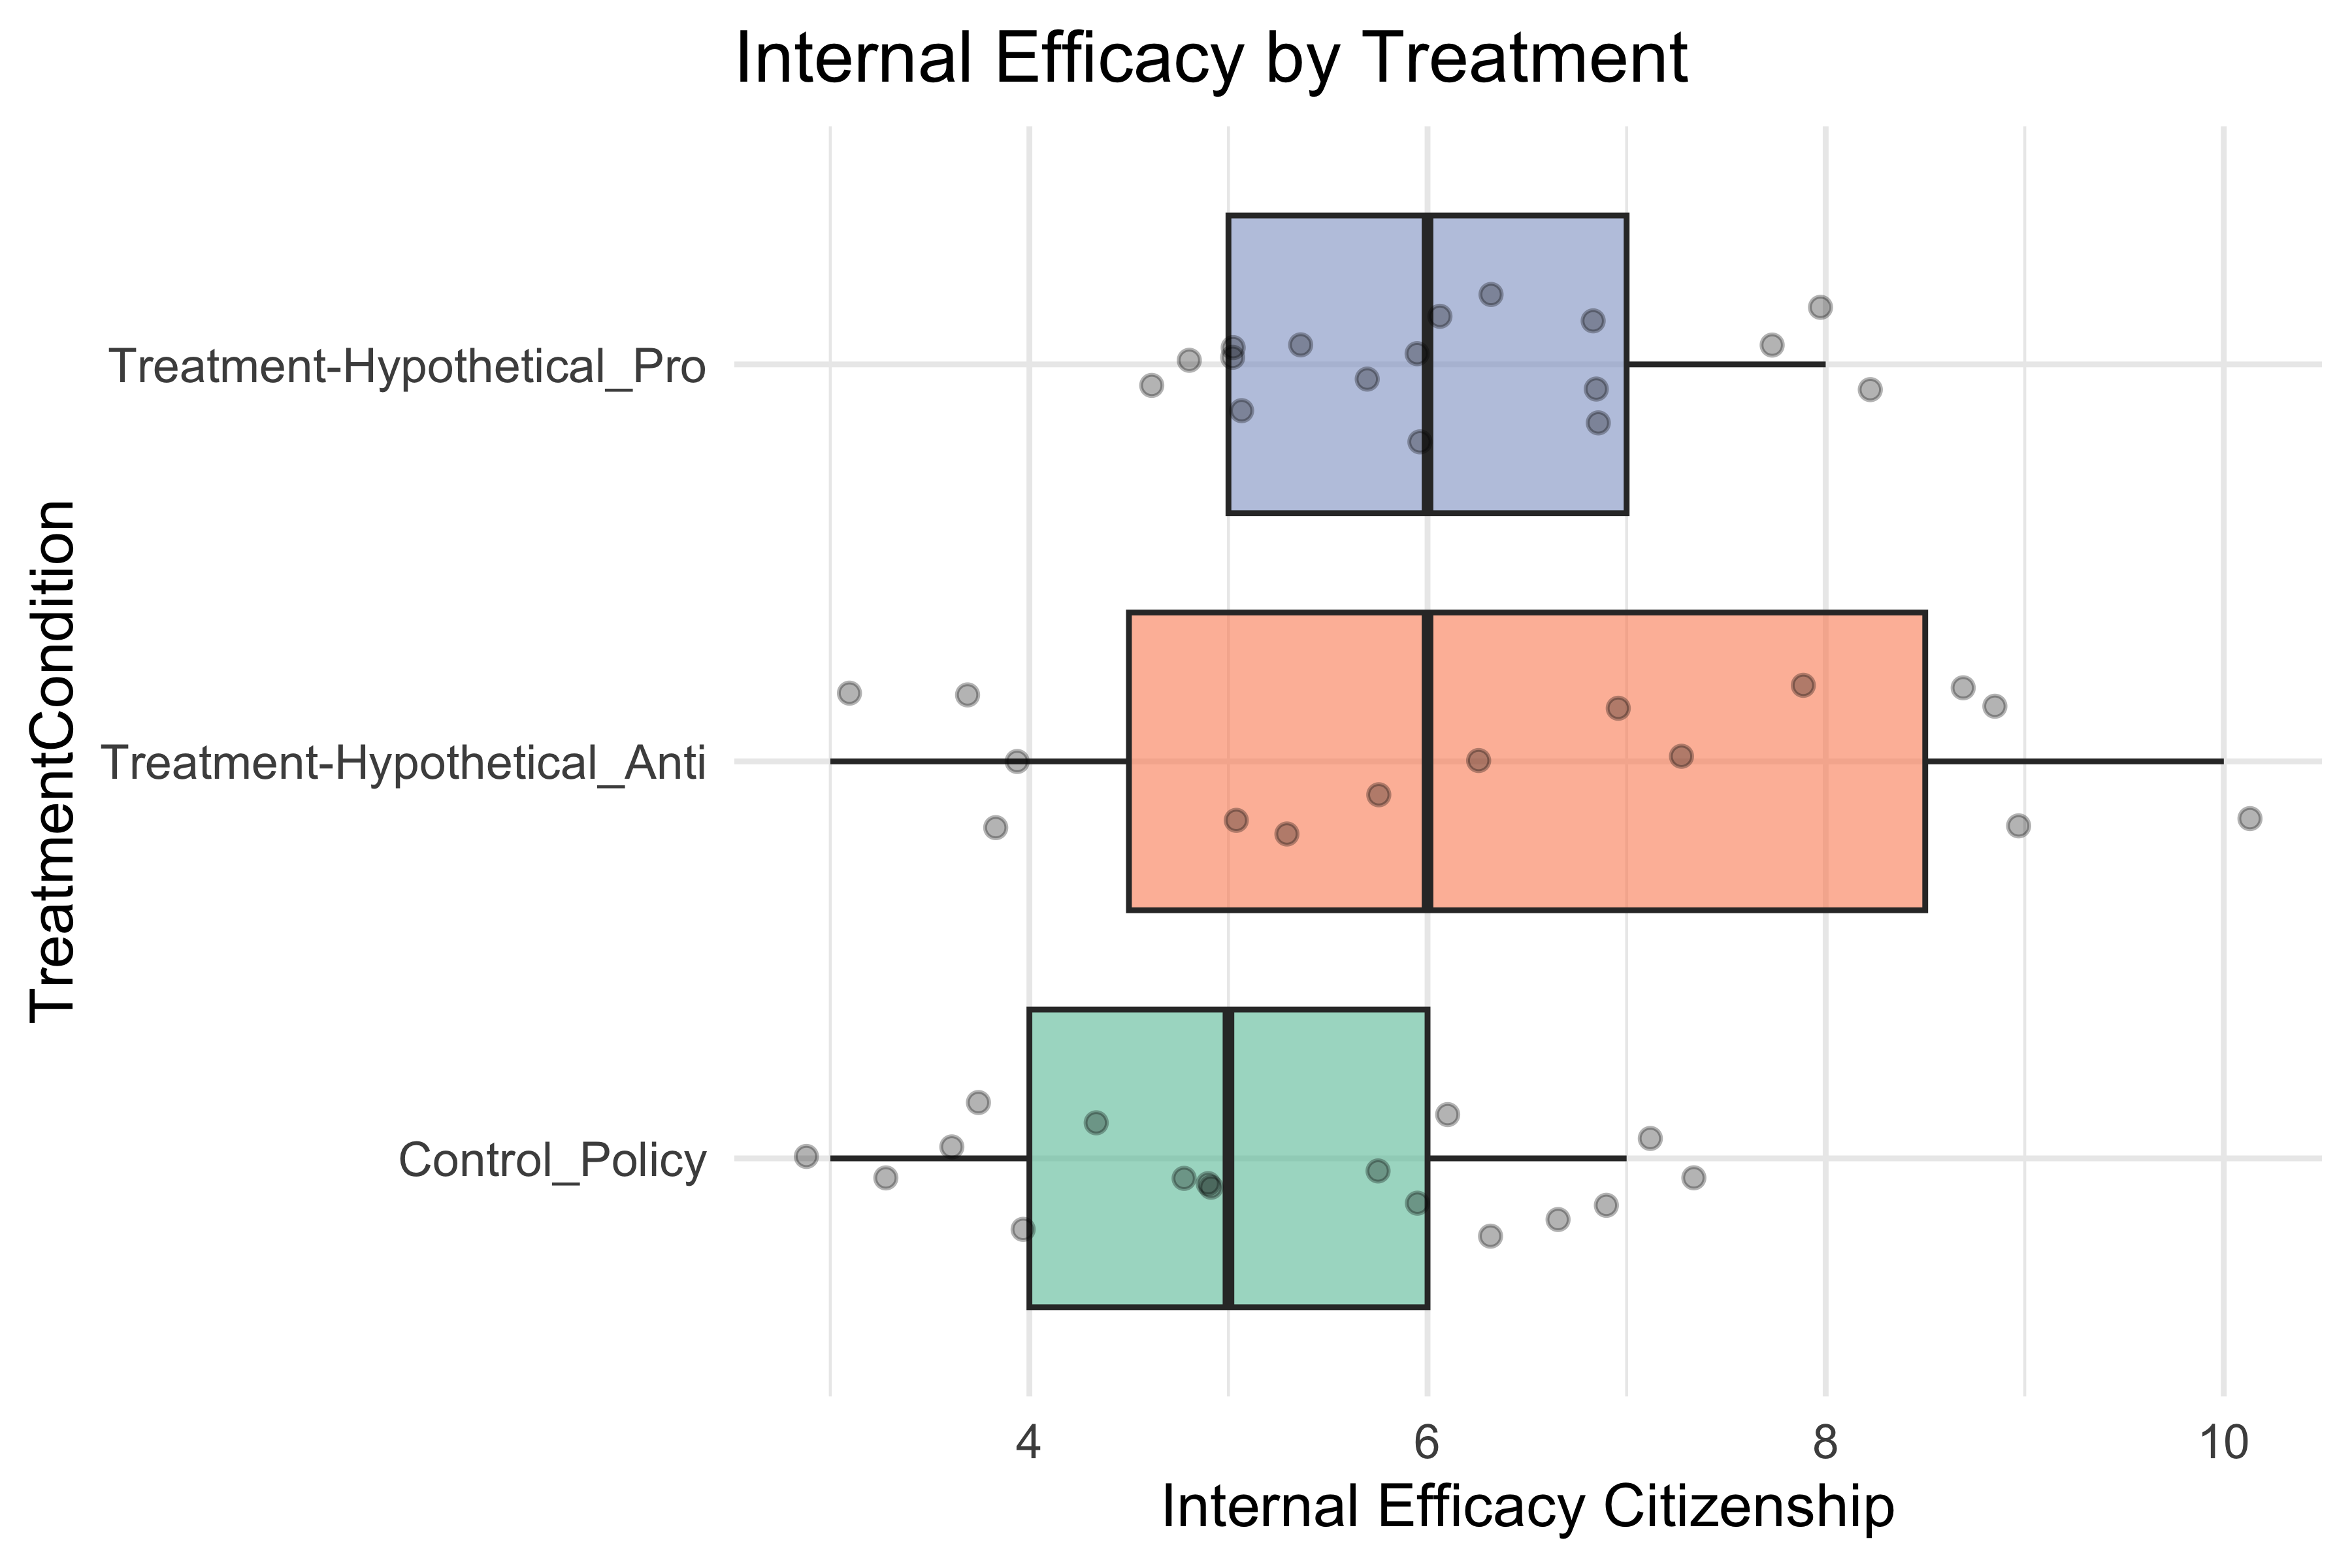 Internal Efficacy by Treatment
TreatmentCondition
Treatment-Hypothetical_Pro
Treatment-Hypothetical_Anti
Control_Policy
4 6 8 10
Internal Efficacy Citizenship